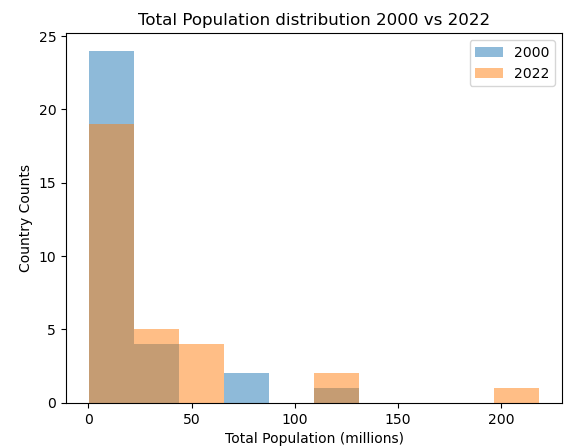 Total Population distribution 2000 vs 2022
25
20
15
10
5
0
Country Counts
2000
2022
0 50 100 150 200
Total Population (millions)